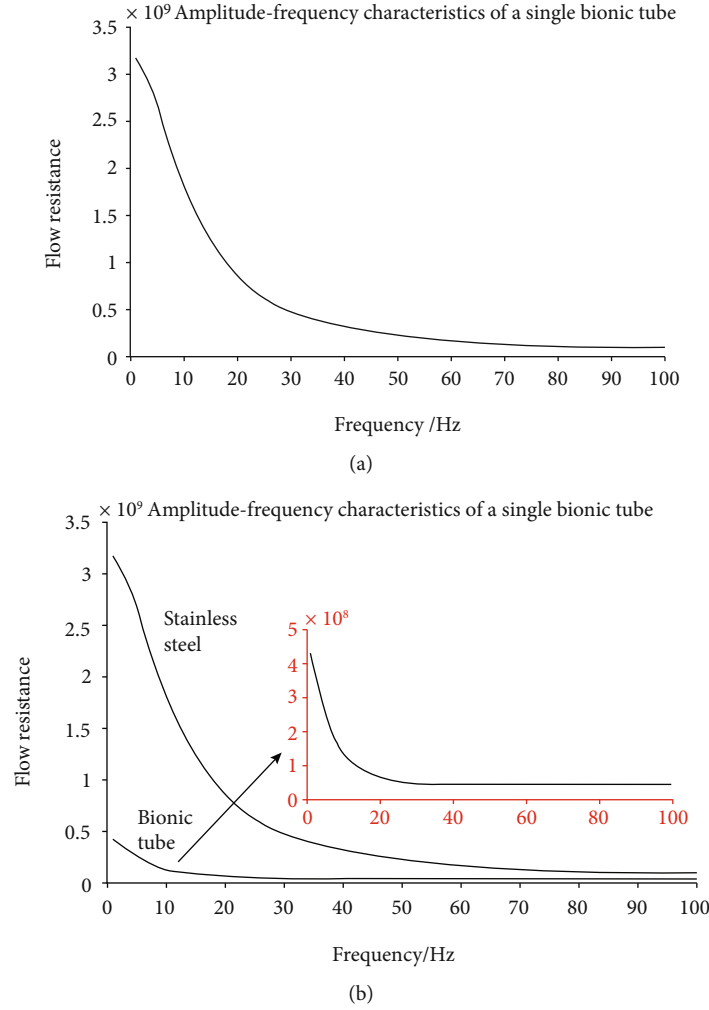 × 10⁹ Amplitude-frequency characteristics of a single bionic tube
3.5
3
2.5
2
1.5
1
0.5
0
Flow resistance
0 10 20 30 40 50 60 70 80 90 100
Frequency /Hz
(a)
× 10⁹ Amplitude-frequency characteristics of a single bionic tube
3.5
3
2.5
2
1.5
1
0.5
0
Flow resistance
Stainless
steel
Bionic
tube
× 10⁸
5
4
3
2
1
0
0 20 40 60 80 100
0 10 20 30 40 50 60 70 80 90 100
Frequency/Hz
(b)